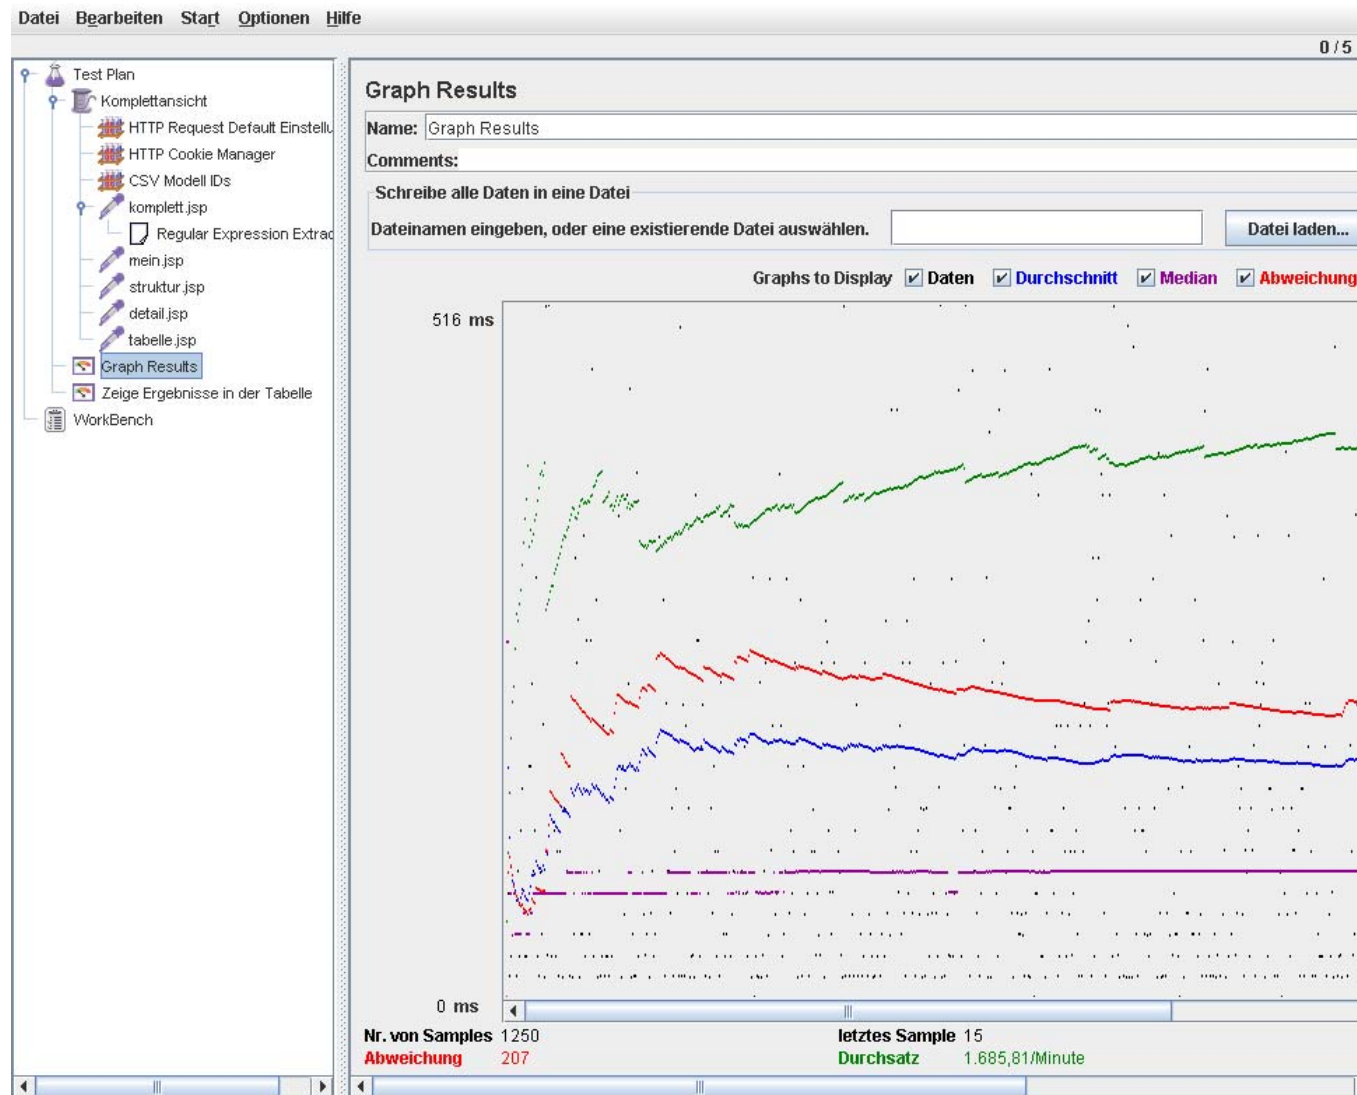 Datei Bearbeiten Start Optionen Hilfe
0 / 5
Test Plan
Komplettansicht
HTTP Request Default Einstellu
HTTP Cookie Manager
CSV Modell IDs
komplett.jsp
Regular Expression Extrac
mein.jsp
struktur.jsp
detail.jsp
tabelle.jsp
Graph Results
Zeige Ergebnisse in der Tabelle
WorkBench
Graph Results
Name: Graph Results
Comments:
Schreibe alle Daten in eine Datei
Dateinamen eingeben, oder eine existierende Datei auswählen. Datei laden...
Graphs to Display Daten Durchschnitt Median Abweichung
516 ms
0 ms
Nr. von Samples 1250 letztes Sample 15
Abweichung 207 Durchsatz 1.685,81/Minute